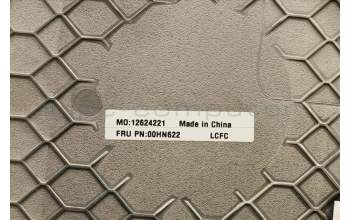 MO:12624221 Made in China
FRU PN:00HN622 LCFC